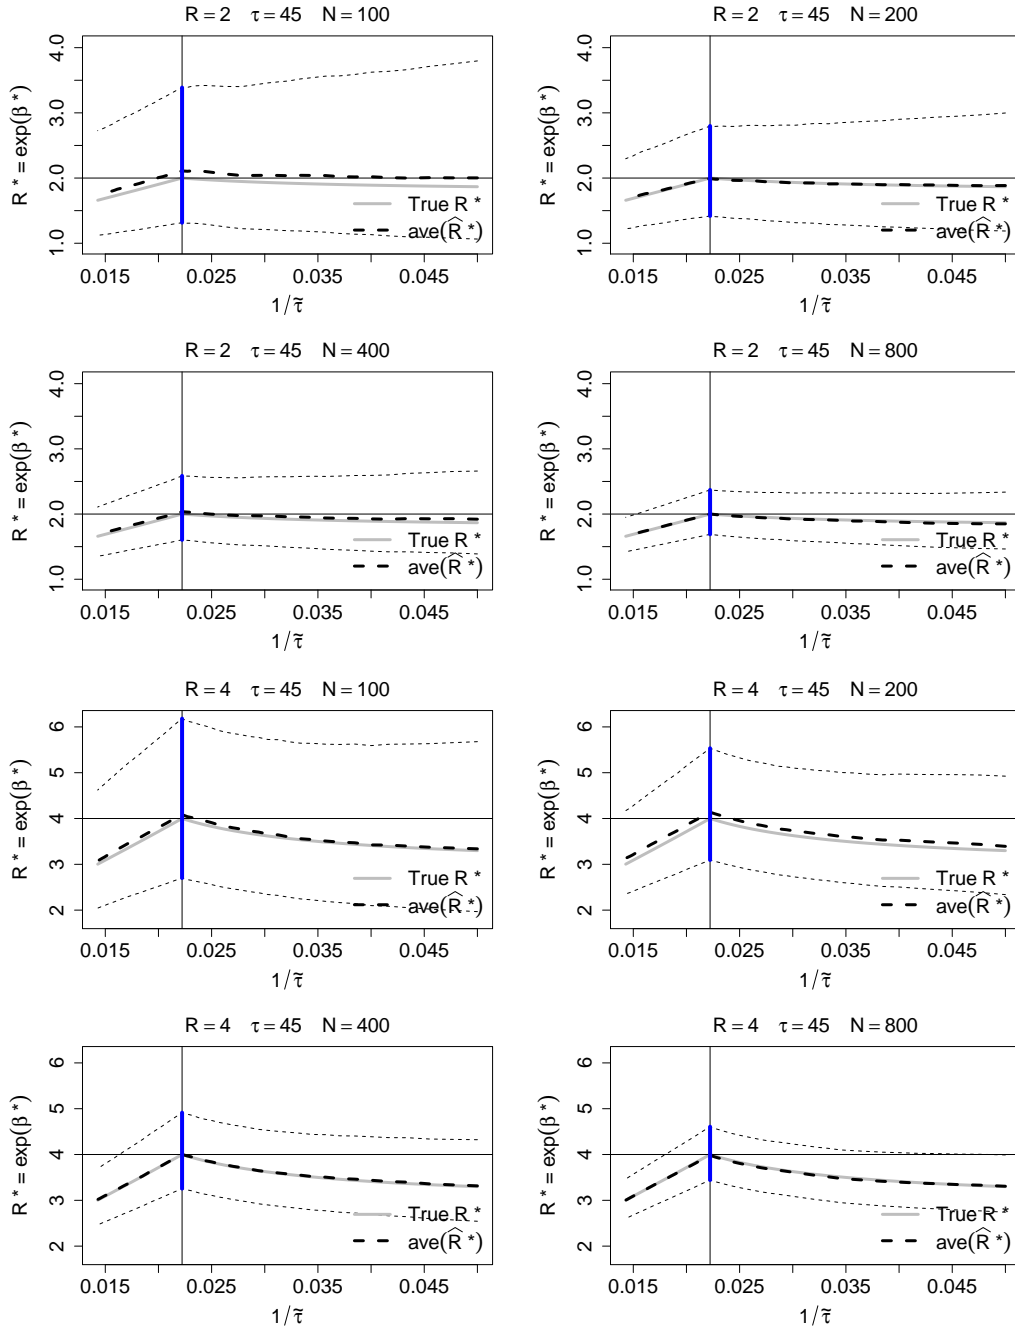 R = 2 τ = 45 N = 100
R * = exp(β *)
4.0
3.0
2.0
1.0
True R *
ave(R̂ *)
0.015 0.025 0.035 0.045
1/τ̃
R = 2 τ = 45 N = 200
R * = exp(β *)
4.0
3.0
2.0
1.0
True R *
ave(R̂ *)
0.015 0.025 0.035 0.045
1/τ̃
R = 2 τ = 45 N = 400
R * = exp(β *)
4.0
3.0
2.0
1.0
True R *
ave(R̂ *)
0.015 0.025 0.035 0.045
1/τ̃
R = 2 τ = 45 N = 800
R * = exp(β *)
4.0
3.0
2.0
1.0
True R *
ave(R̂ *)
0.015 0.025 0.035 0.045
1/τ̃
R = 4 τ = 45 N = 100
R * = exp(β *)
6
5
4
3
2
True R *
ave(R̂ *)
0.015 0.025 0.035 0.045
1/τ̃
R = 4 τ = 45 N = 200
R * = exp(β *)
6
5
4
3
2
True R *
ave(R̂ *)
0.015 0.025 0.035 0.045
1/τ̃
R = 4 τ = 45 N = 400
R * = exp(β *)
6
5
4
3
2
True R *
ave(R̂ *)
0.015 0.025 0.035 0.045
1/τ̃
R = 4 τ = 45 N = 800
R * = exp(β *)
6
5
4
3
2
True R *
ave(R̂ *)
0.015 0.025 0.035 0.045
1/τ̃